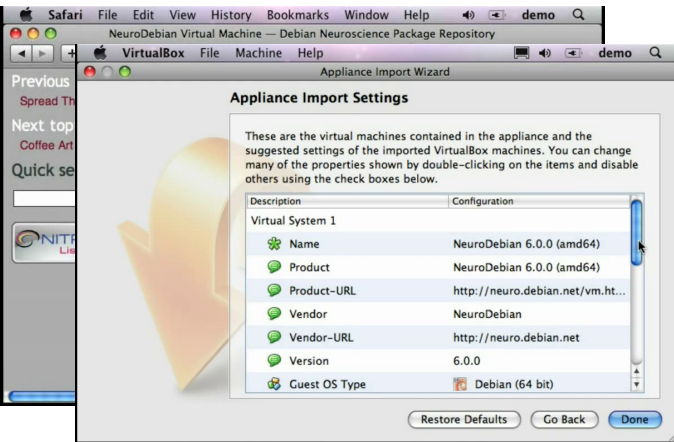 Safari File Edit View History Bookmarks Window Help demo
NeuroDebian Virtual Machine — Debian Neuroscience Package Repository
VirtualBox File Machine Help demo
Appliance Import Wizard
Previous
Spread Th
Next top
Coffee Art
Quick se
NITR
Lis
Appliance Import Settings
These are the virtual machines contained in the appliance and the
suggested settings of the imported VirtualBox machines. You can change
many of the properties shown by double-clicking on the items and disable
others using the check boxes below.
Description Configuration
Virtual System 1
Name NeuroDebian 6.0.0 (amd64)
Product NeuroDebian 6.0.0 (amd64)
Product-URL http://neuro.debian.net/vm.ht...
Vendor NeuroDebian
Vendor-URL http://neuro.debian.net
Version 6.0.0
Guest OS Type Debian (64 bit)
Restore Defaults Go Back Done